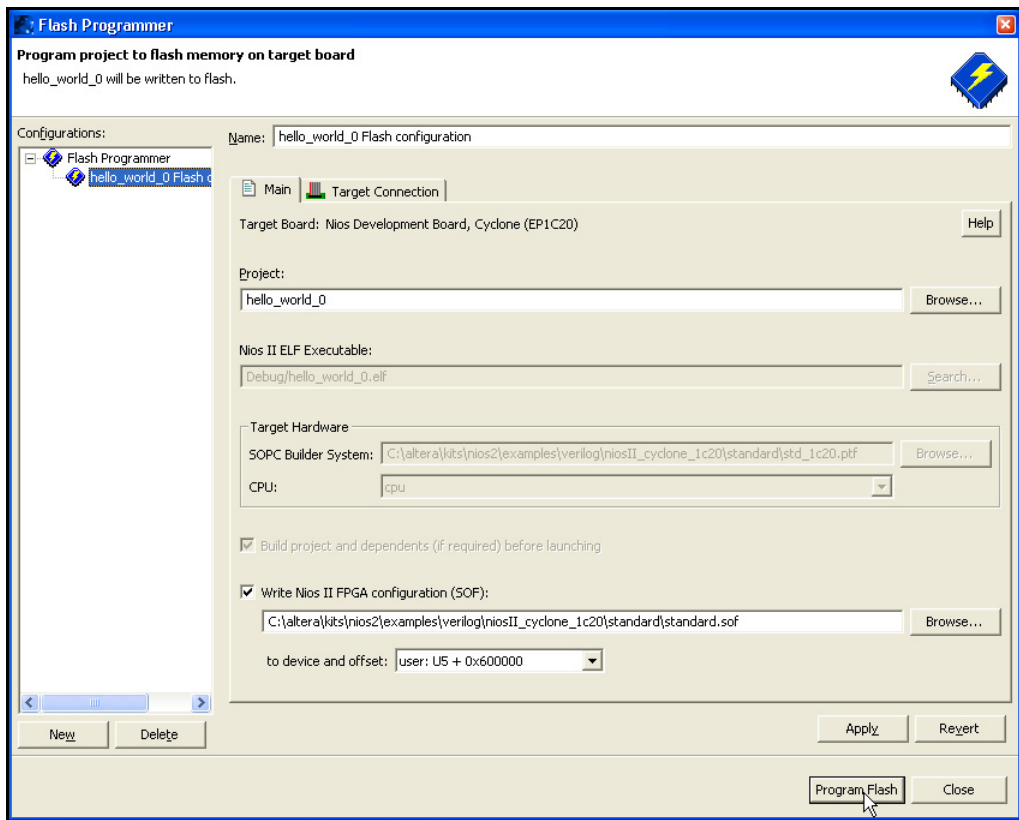 Flash Programmer
Program project to flash memory on target board
hello_world_0 will be written to flash.
Configurations:
Flash Programmer
hello_world_0 Flash c
New
Delete
Name: hello_world_0 Flash configuration
Main
Target Connection
Target Board: Nios Development Board, Cyclone (EP1C20)
Help
Project:
hello_world_0
Browse...
Nios II ELF Executable:
Debug/hello_world_0.elf
Search...
Target Hardware
SOPC Builder System: C:\altera\kits\nios2\examples\verilog\niosII_cyclone_1c20\standard\std_1c20.ptf
Browse...
CPU: cpu
Build project and dependents (if required) before launching
Write Nios II FPGA configuration (SOF):
C:\altera\kits\nios2\examples\verilog\niosII_cyclone_1c20\standard\standard.sof
Browse...
to device and offset: user: U5 + 0x600000
Apply
Revert
Program Flash
Close